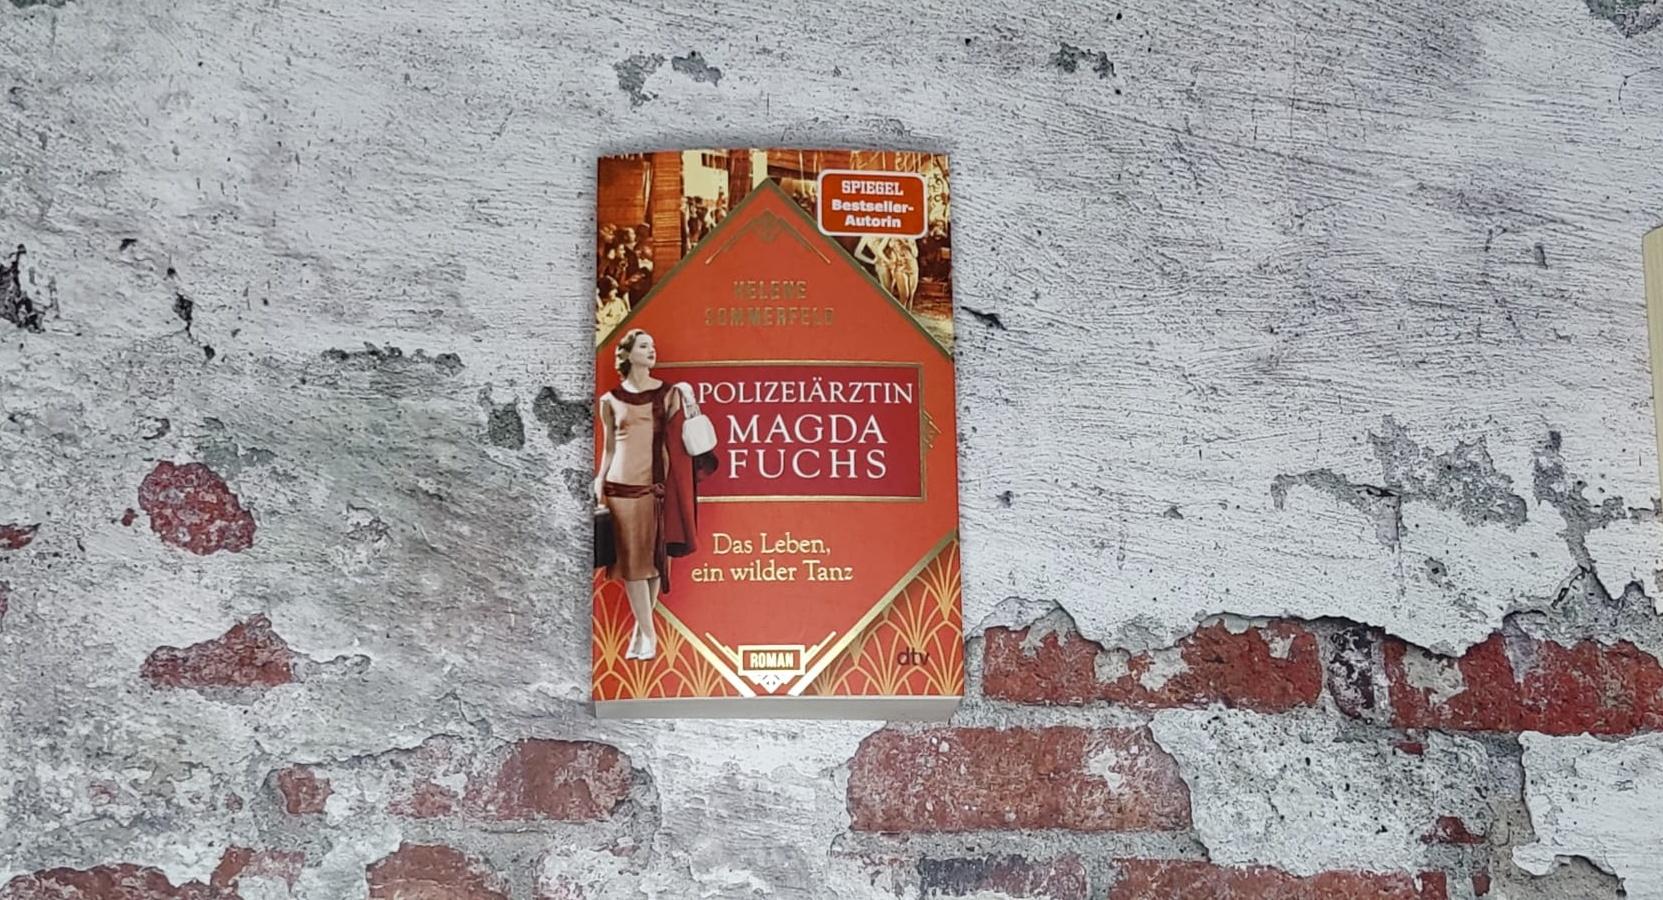 SPIEGEL
Bestseller-
Autorin
HELENE
SOMMERFELD
POLIZEIÄRZTIN
MAGDA
FUCHS
Das Leben,
ein wilder Tanz
ROMAN
dtv